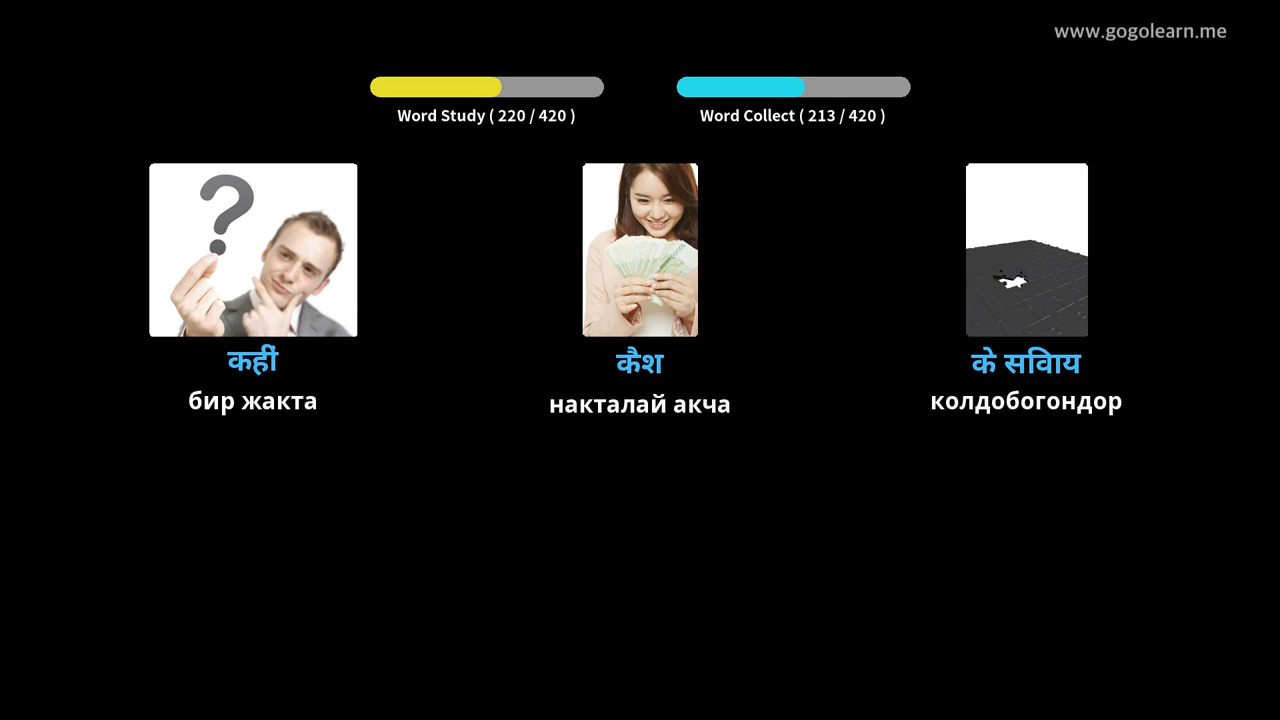 www.gogolearn.me
Word Study ( 220 / 420 )
Word Collect ( 213 / 420 )
कहीं
कैश
के सिवाय
бир жакта
накталай акча
колдобогондор